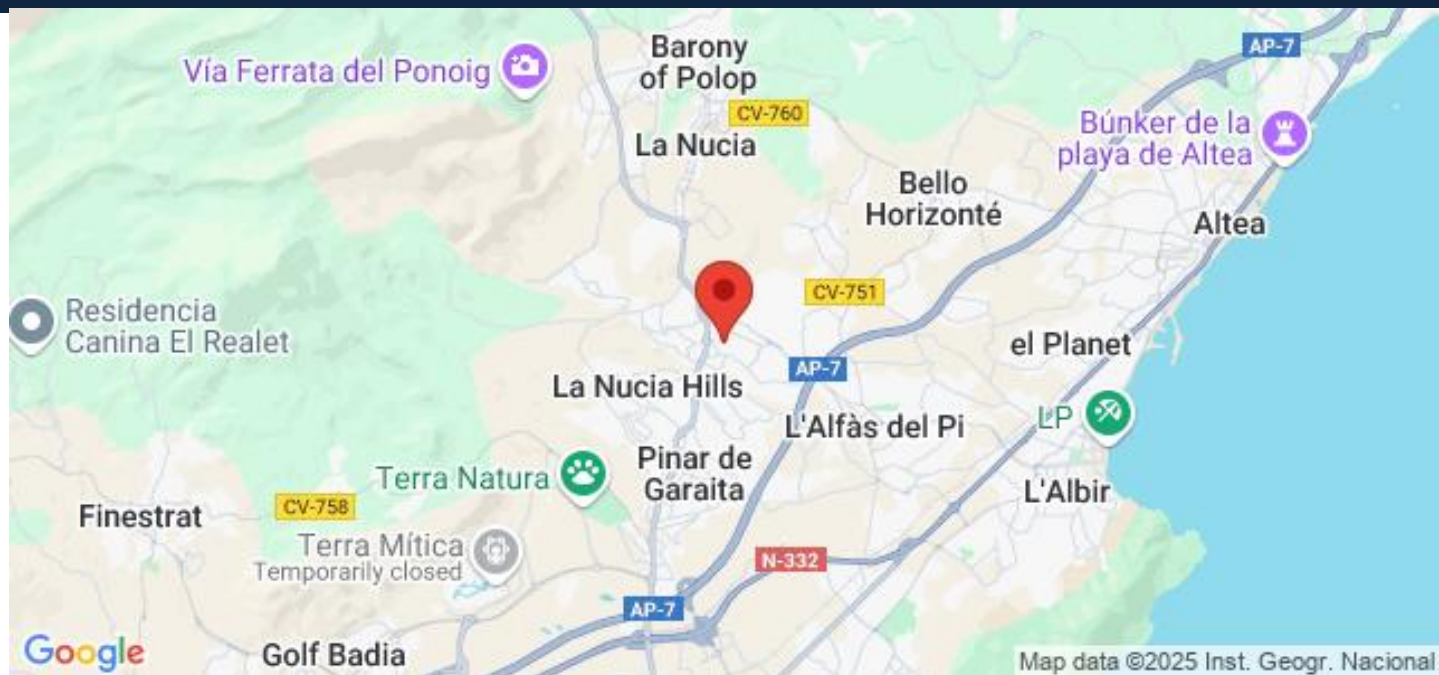 AP-7
Barony
of Polop
Vía Ferrata del Ponoig
CV-760
La Nucia
Búnker de la
playa de Altea
Bello
Horizonté
Altea
CV-751
Residencia
Canina El Realet
el Planet
AP-7
La Nucia Hills
L'Alfàs del Pi
LP
Pinar de
Garaita
Terra Natura
L'Albir
CV-758
Finestrat
Terra Mítica
Temporarily closed
N-332
AP-7
Golf Badia
Google
Map data ©2025 Inst. Geogr. Nacional